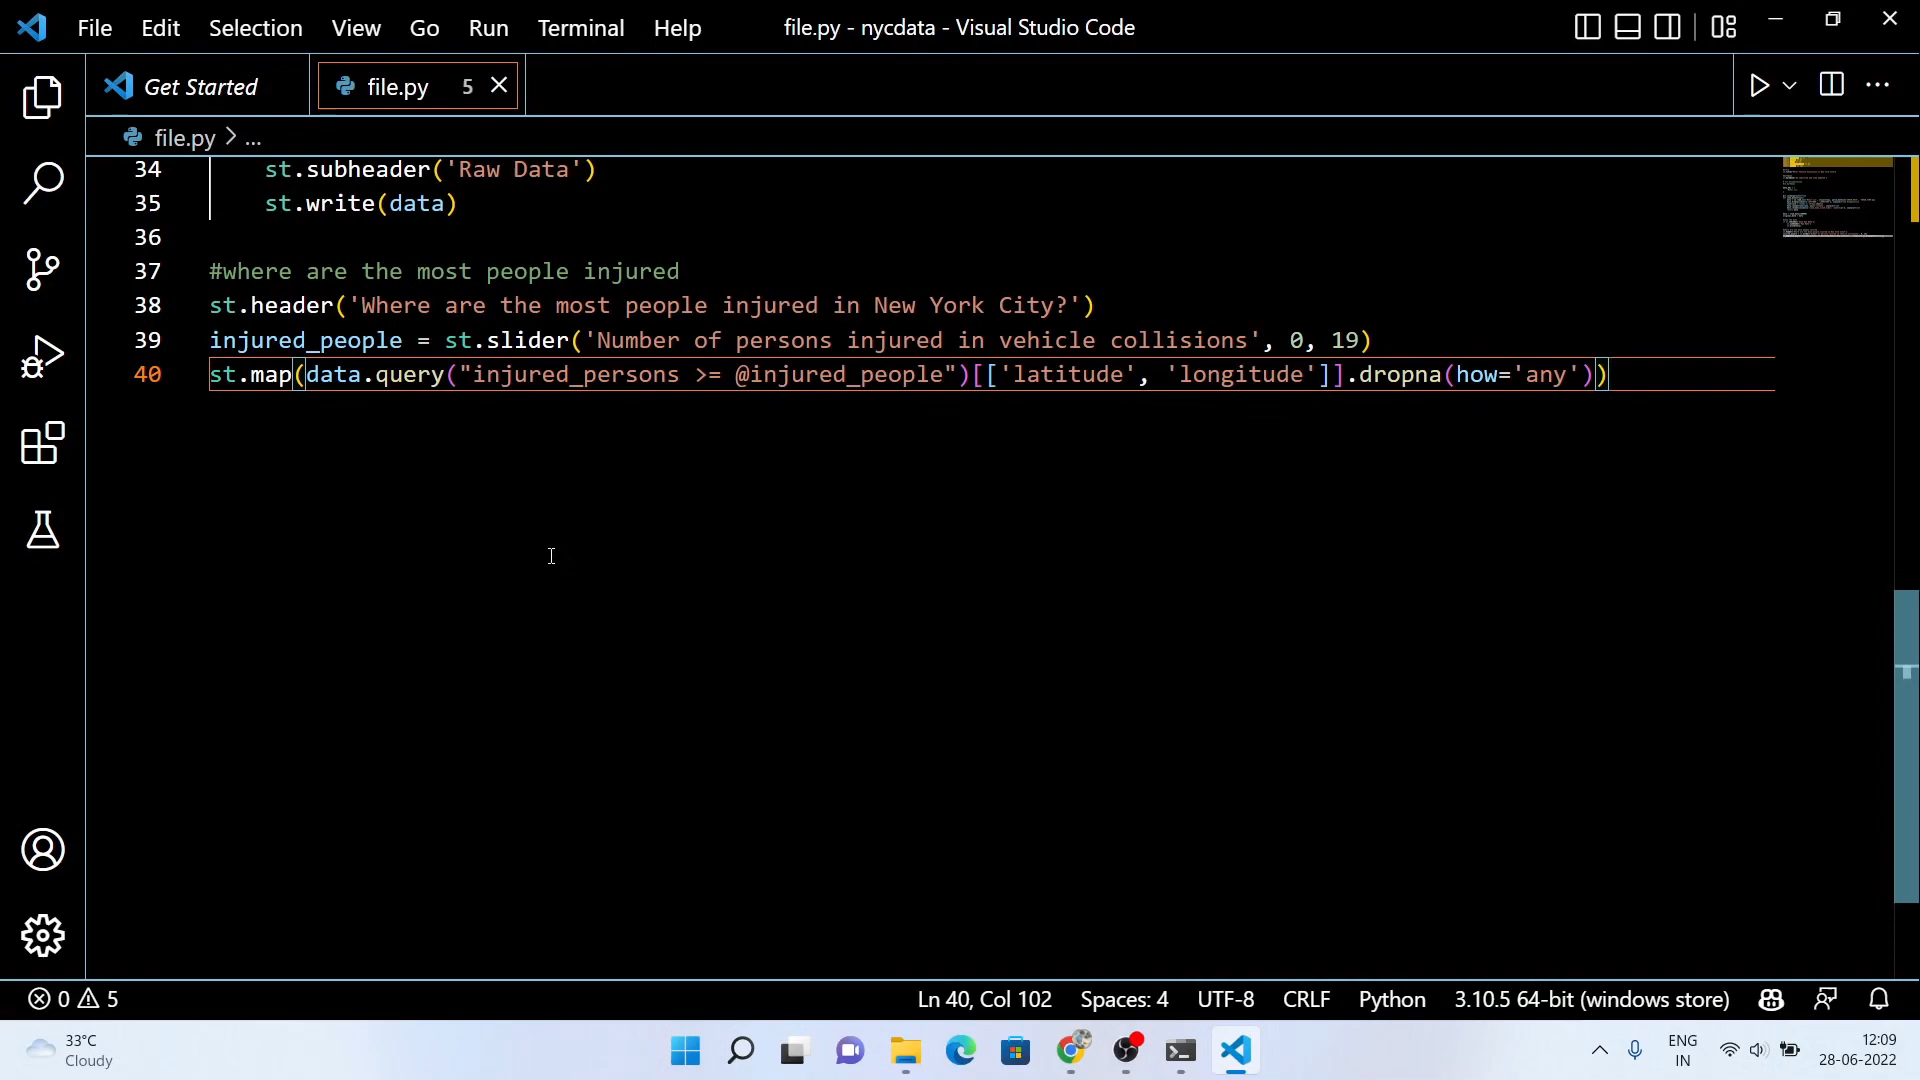 File Edit Selection View Go Run Terminal Help file.py - nycdata - Visual Studio Code
Get Started file.py 5
file.py > ...
34 st.subheader('Raw Data')
35 st.write(data)
36
37 #where are the most people injured
38 st.header('Where are the most people injured in New York City?')
39 injured_people = st.slider('Number of persons injured in vehicle collisions', 0, 19)
40 st.map(data.query("injured_persons >= @injured_people")[['latitude', 'longitude']].dropna(how='any'))
0 5 Ln 40, Col 102 Spaces: 4 UTF-8 CRLF Python 3.10.5 64-bit (windows store)
33°C
Cloudy
ENG
IN
12:09
28-06-2022